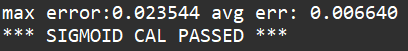 max error:0.023544 avg err: 0.006640
*** SIGMOID CAL PASSED ***